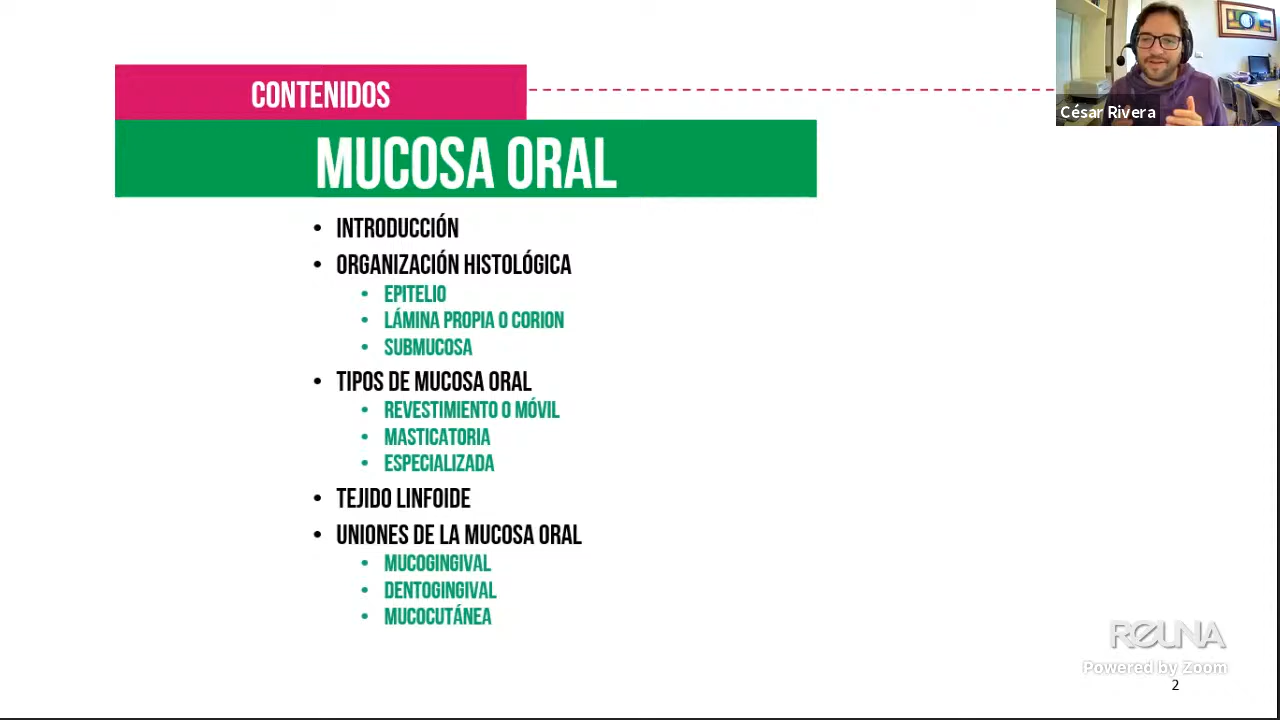 CONTENIDOS
MUCOSA ORAL
• INTRODUCCIÓN
• ORGANIZACIÓN HISTOLÓGICA
• EPITELIO
• LÁMINA PROPIA O CORION
• SUBMUCOSA
• TIPOS DE MUCOSA ORAL
• REVESTIMIENTO O MÓVIL
• MASTICATORIA
• ESPECIALIZADA
• TEJIDO LINFOIDE
• UNIONES DE LA MUCOSA ORAL
• MUCOGINGIVAL
• DENTOGINGIVAL
• MUCOCUTÁNEA
César Rivera
REUNA
Powered by Zoom
2